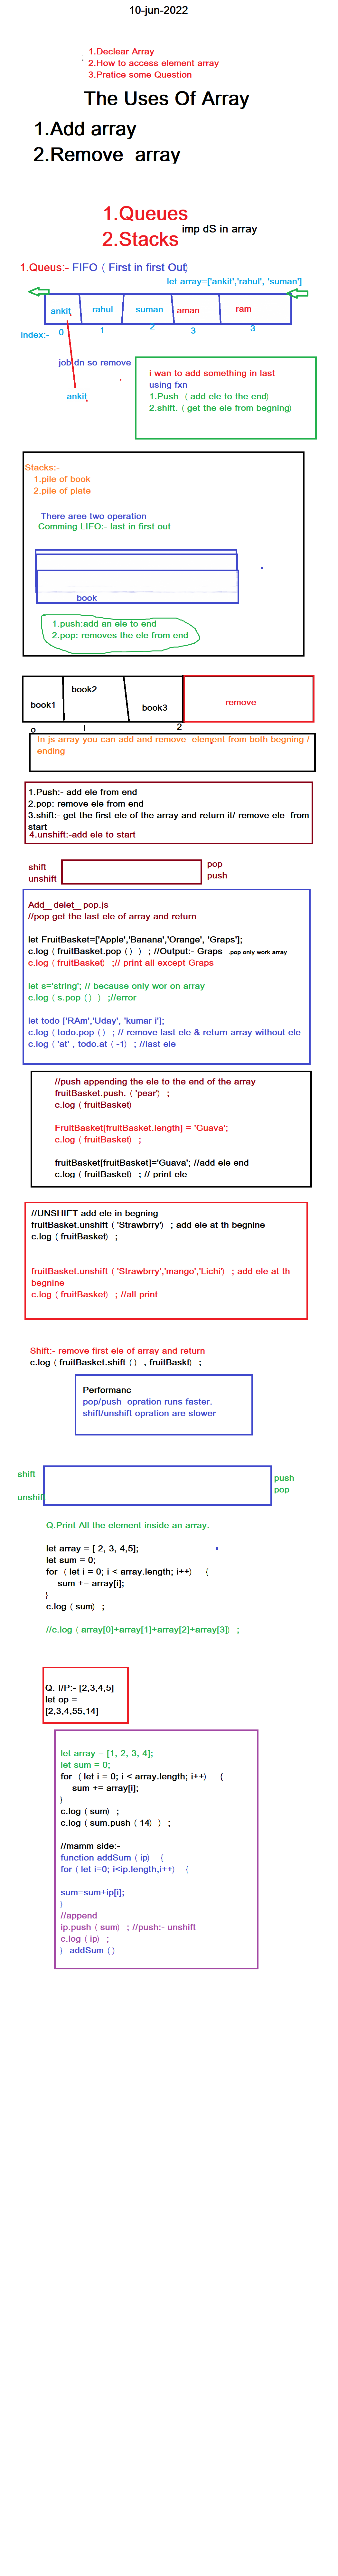 10-jun-2022
1.Declear Array
2.How to access element array
3.Pratice some Question
The Uses Of Array
1.Add array
2.Remove array
1.Queues
2.Stacks
imp dS in array
1.Queus:- FIFO ( First in first Out)
let array=['ankit','rahul', 'suman']
ankit rahul suman aman ram
index:- 0 1 2 3 3
job dn so remove
ankit
i wan to add something in last
using fxn
1.Push ( add ele to the end)
2.shift. ( get the ele from begning)
Stacks:-
1.pile of book
2.pile of plate
There aree two operation
Comming LIFO:- last in first out
book
1.push:add an ele to end
2.pop: removes the ele from end
book1 book2 book3 remove
o I 2
In js array you can add and remove element from both begning /
ending
1.Push:- add ele from end
2.pop: remove ele from end
3.shift:- get the first ele of the array and return it/ remove ele from
start
4.unshift:-add ele to start
shift
unshift
pop
push
Add__delet__pop.js
//pop get the last ele of array and return
let FruitBasket=['Apple','Banana','Orange', 'Graps'];
c.log ( fruitBasket.pop () ) ; //Output:- Graps .pop only work array
c.log ( fruitBasket) ;// print all except Graps
let s='string'; // because only wor on array
c.log ( s.pop () ) ;//error
let todo ['RAm','Uday', 'kumar i'];
c.log ( todo.pop () ; // remove last ele & return array without ele
c.log ( 'at' , todo.at ( -1) ; //last ele
//push appending the ele to the end of the array
fruitBasket.push. ( 'pear') ;
c.log ( fruitBasket)
FruitBasket[fruitBasket.length] = 'Guava';
c.log ( fruitBasket) ;
fruitBasket[fruitBasket]='Guava'; //add ele end
c.log ( fruitBasket) ; // print ele
//UNSHIFT add ele in begning
fruitBasket.unshift ( 'Strawbrry') ; add ele at th begnine
c.log ( fruitBasket) ;
fruitBasket.unshift ( 'Strawbrry','mango','Lichi') ; add ele at th
begnine
c.log ( fruitBasket) ; //all print
Shift:- remove first ele of array and return
c.log ( fruitBasket.shift () , fruitBaskt) ;
Performanc
pop/push opration runs faster.
shift/unshift opration are slower
shift
unshif
push
pop
Q.Print All the element inside an array.
let array = [ 2, 3, 4,5];
let sum = 0;
for ( let i = 0; i < array.length; i++) {
sum += array[i];
}
c.log ( sum) ;
//c.log ( array[0]+array[1]+array[2]+array[3]) ;
Q. I/P:- [2,3,4,5]
let op =
[2,3,4,55,14]
let array = [1, 2, 3, 4];
let sum = 0;
for ( let i = 0; i < array.length; i++) {
sum += array[i];
}
c.log ( sum) ;
c.log ( sum.push ( 14) ) ;
//mamm side:-
function addSum ( ip) {
for ( let i=0; i<ip.length,i++) {
sum=sum+ip[i];
}
//append
ip.push ( sum) ; //push:- unshift
c.log ( ip) ;
} addSum ()